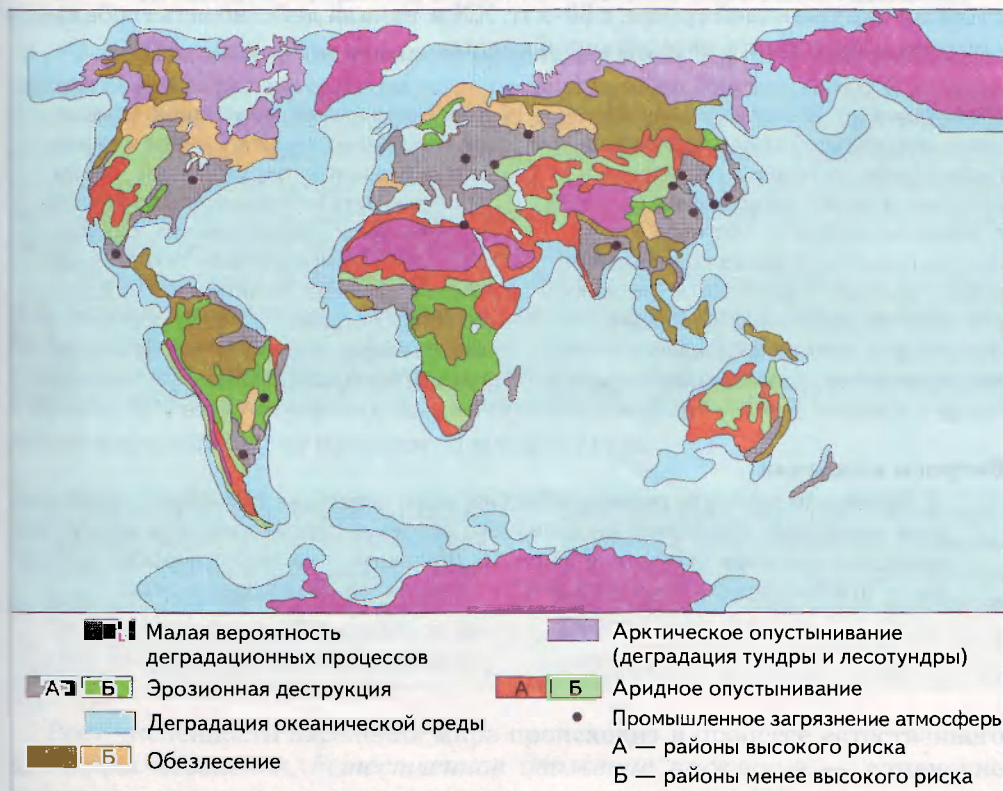 Малая вероятность
деградационных процессов
А Б Эрозионная деструкция
Деградация океанической среды
Б Обезлесение
Арктическое опустынивание
(деградация тундры и лесотундры)
А Б Аридное опустынивание
Промышленное загрязнение атмосферь
А — районы высокого риска
Б — районы менее высокого риска